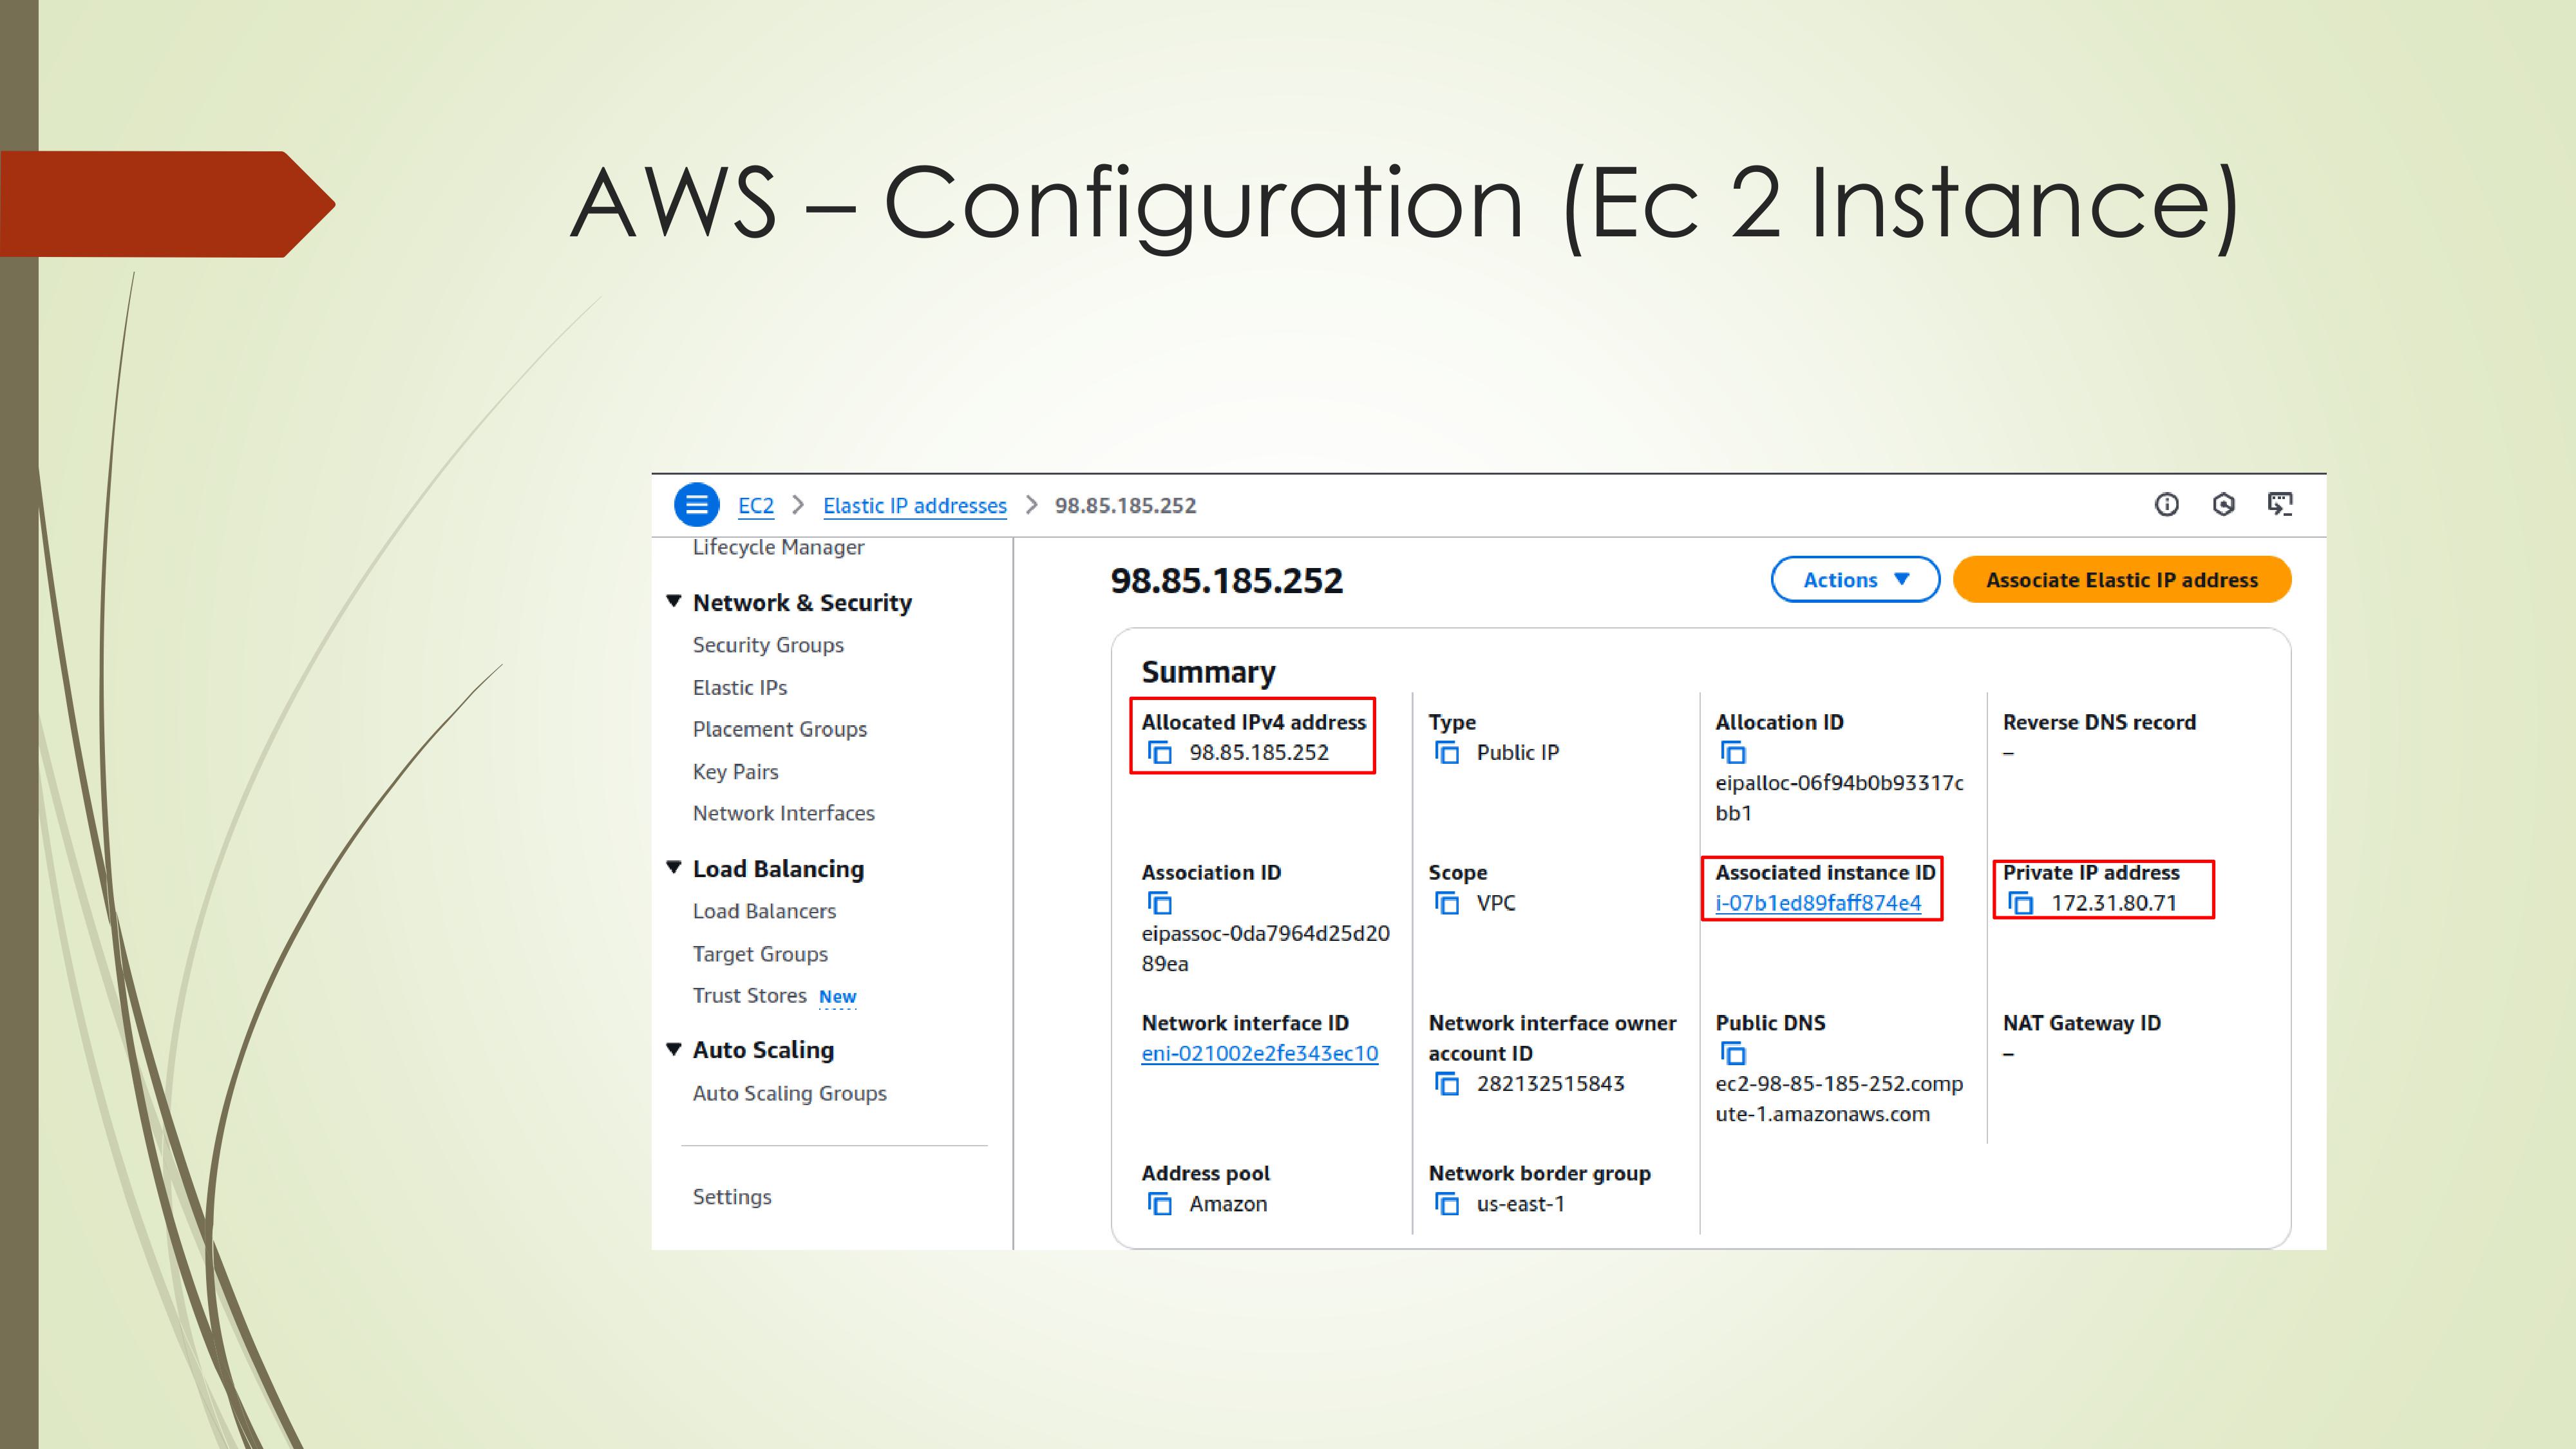 AWS – Configuration (Ec 2 Instance)
EC2 > Elastic IP addresses > 98.85.185.252
Lifecycle Manager
Network & Security
Security Groups
Elastic IPs
Placement Groups
Key Pairs
Network Interfaces
Load Balancing
Load Balancers
Target Groups
Trust Stores New
Auto Scaling
Auto Scaling Groups
Settings
98.85.185.252
Actions
Associate Elastic IP address
Summary
Allocated IPv4 address
98.85.185.252
Type
Public IP
Allocation ID
eipalloc-06f94b0b93317c
bb1
Reverse DNS record
–
Association ID
eipassoc-0da7964d25d20
89ea
Scope
VPC
Associated instance ID
i-07b1ed89faff874e4
Private IP address
172.31.80.71
Network interface ID
eni-021002e2fe343ec10
Network interface owner
account ID
282132515843
Public DNS
ec2-98-85-185-252.comp
ute-1.amazonaws.com
NAT Gateway ID
–
Address pool
Amazon
Network border group
us-east-1